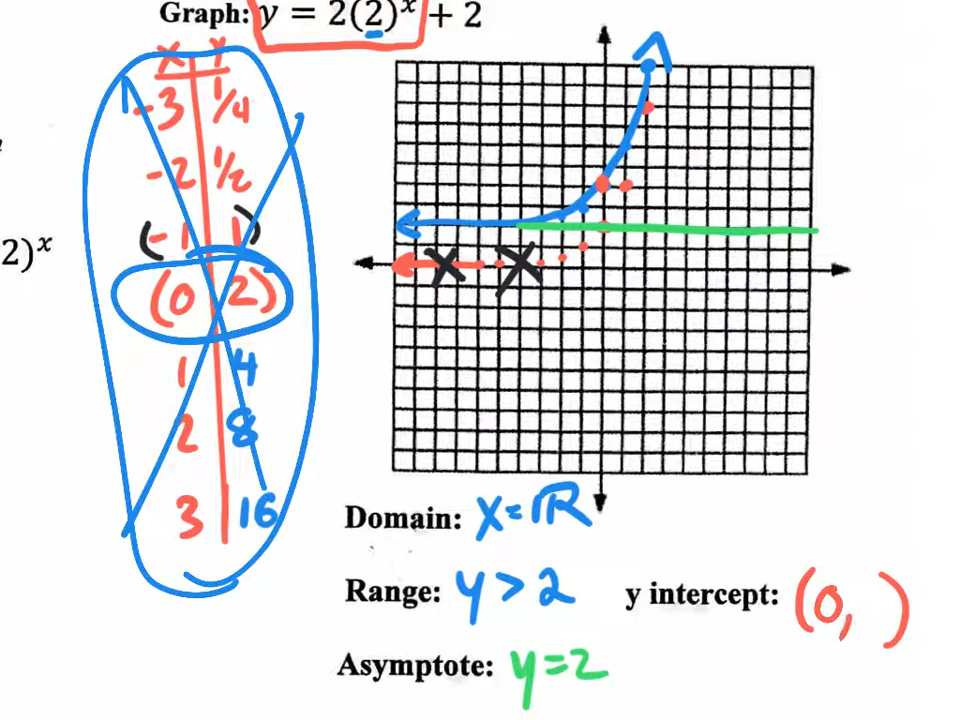 Graph: y = 2(2)ˣ + 2
x y
-3 1/4
-2 1/2
(-1 1)
2)ˣ
(0 2)
1 4
2 8
3 16
Domain: x=ℝ
Range: y > 2 y intercept: (0, )
Asymptote: y=2